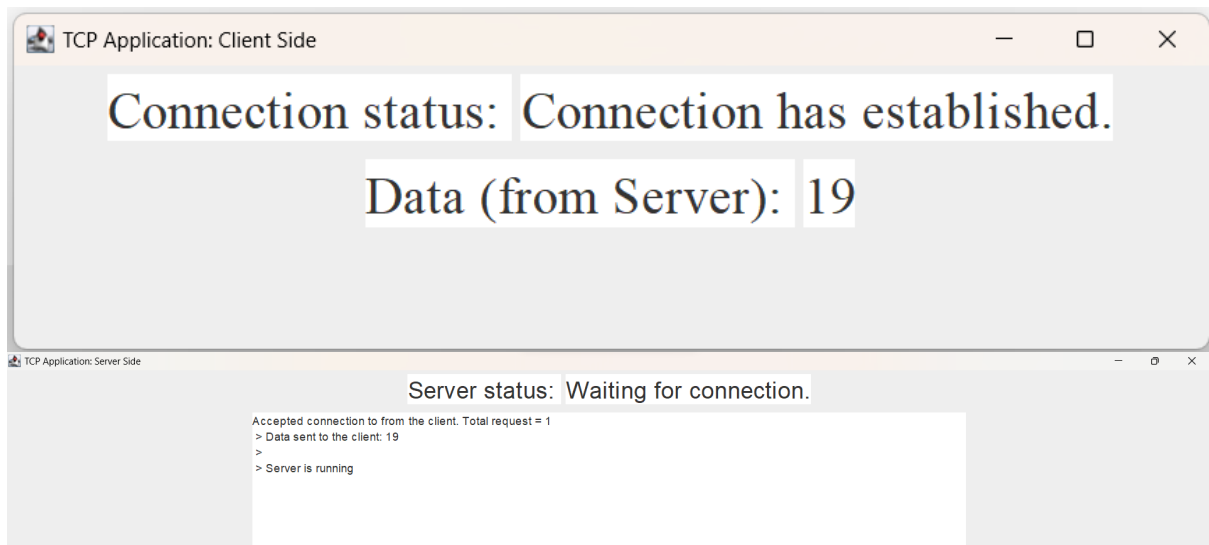 TCP Application: Client Side
Connection status: Connection has established.
Data (from Server): 19
TCP Application: Server Side
Server status: Waiting for connection.
Accepted connection to from the client. Total request = 1
> Data sent to the client: 19
>
> Server is running